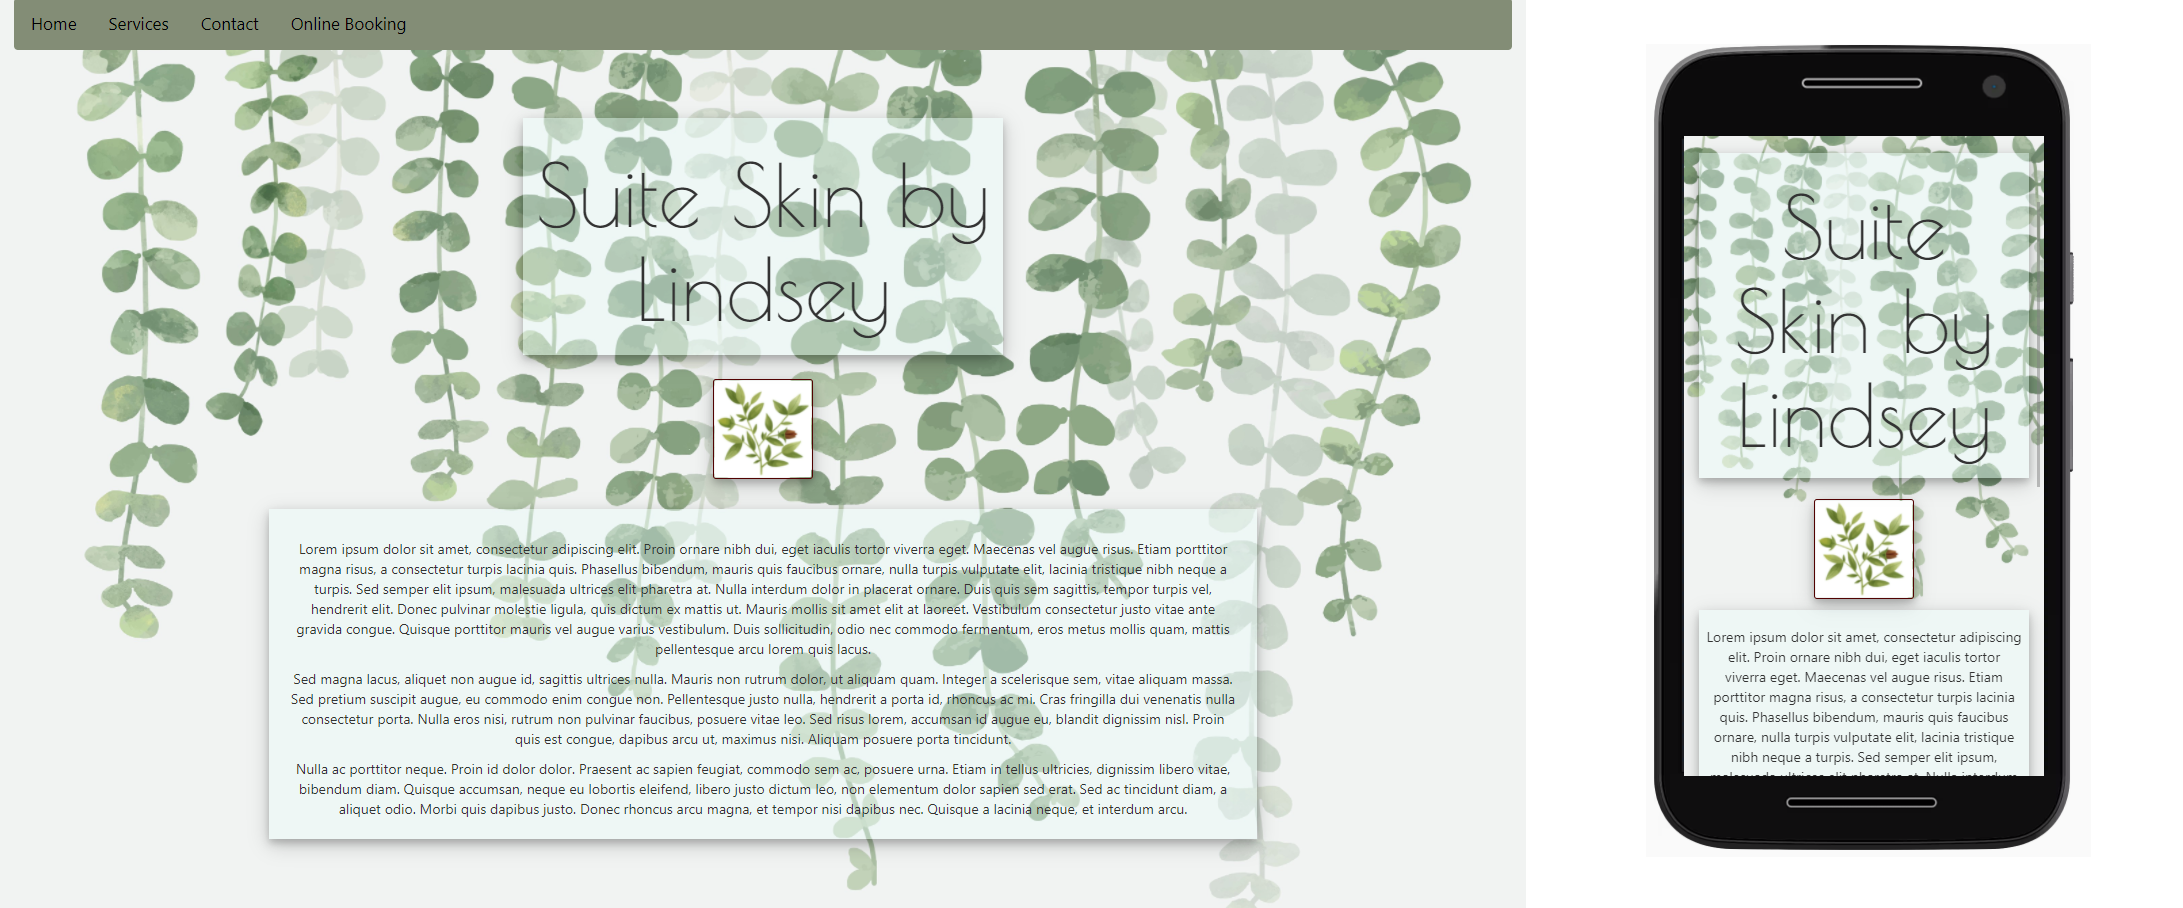 Home Services Contact Online Booking
Suite Skin by
Lindsey
Lorem ipsum dolor sit amet, consectetur adipiscing elit. Proin ornare nibh dui, eget iaculis tortor viverra eget. Maecenas vel augue risus. Etiam porttitor
magna risus, a consectetur turpis lacinia quis. Phasellus bibendum, mauris quis faucibus ornare, nulla turpis vulputate elit, lacinia tristique nibh neque a
turpis. Sed semper elit ipsum, malesuada ultrices elit pharetra at. Nulla interdum dolor in placerat ornare. Duis quis sem sagittis, tempor turpis vel,
hendrerit elit. Donec pulvinar molestie ligula, quis dictum ex mattis ut. Mauris mollis sit amet elit at laoreet. Vestibulum consectetur justo vitae ante
gravida congue. Quisque porttitor mauris vel augue varius vestibulum. Duis sollicitudin, odio nec commodo fermentum, eros metus mollis quam, mattis
pellentesque arcu lorem quis lacus.
Sed magna lacus, aliquet non augue id, sagittis ultrices nulla. Mauris non rutrum dolor, ut aliquam quam. Integer a scelerisque sem, vitae aliquam massa.
Sed pretium suscipit augue, eu commodo enim congue non. Pellentesque justo nulla, hendrerit a porta id, rhoncus ac mi. Cras fringilla dui venenatis nulla
consectetur porta. Nulla eros nisi, rutrum non pulvinar faucibus, posuere vitae leo. Sed risus lorem, accumsan id augue eu, blandit dignissim nisl. Proin
quis est congue, dapibus arcu ut, maximus nisi. Aliquam posuere porta tincidunt.
Nulla ac porttitor neque. Proin id dolor dolor. Praesent ac sapien feugiat, commodo sem ac, posuere urna. Etiam in tellus ultricies, dignissim libero vitae,
bibendum diam. Quisque accumsan, neque eu lobortis eleifend, libero justo dictum leo, non elementum dolor sapien sed erat. Sed ac tincidunt diam, a
aliquet odio. Morbi quis dapibus justo. Donec rhoncus arcu magna, et tempor nisi dapibus nec. Quisque a lacinia neque, et interdum arcu.
Suite
Skin by
Lindsey
Lorem ipsum dolor sit amet, consectetur adipiscing
elit. Proin ornare nibh dui, eget iaculis tortor
viverra eget. Maecenas vel augue risus. Etiam
porttitor magna risus, a consectetur turpis lacinia
quis. Phasellus bibendum, mauris quis faucibus
ornare, nulla turpis vulputate elit, lacinia tristique
nibh neque a turpis. Sed semper elit ipsum,